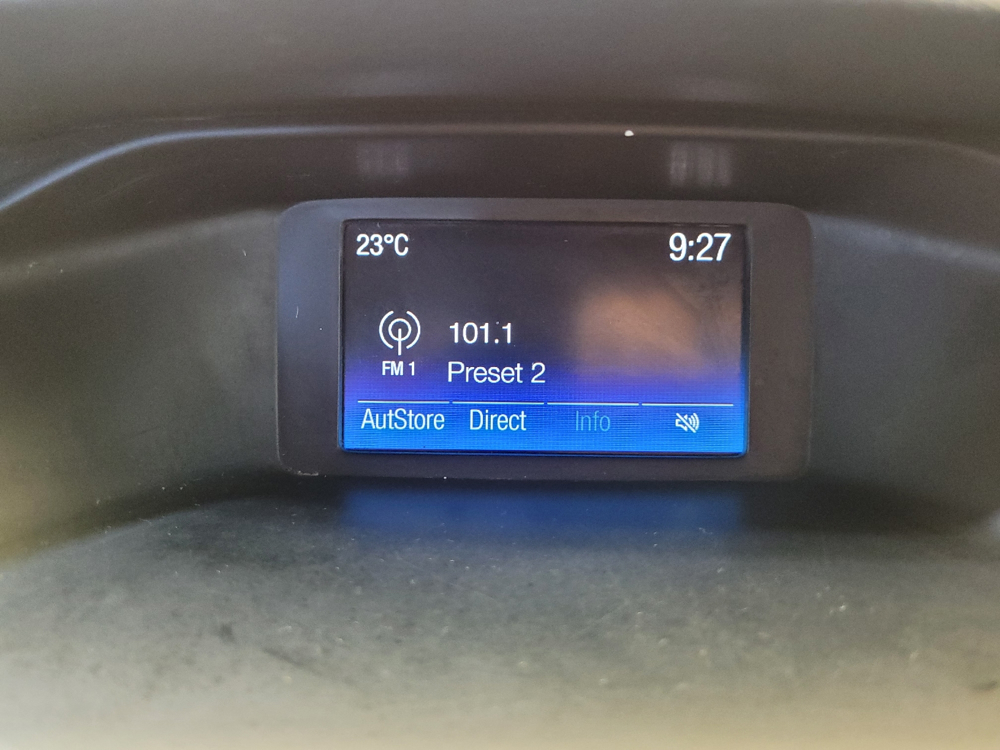 23°C 9:27
101.1
FM 1 Preset 2
AutStore Direct Info